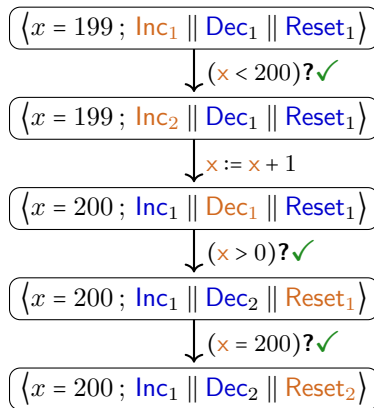 ⟨x = 199 ; Inc₁ || Dec₁ || Reset₁⟩
(x < 200)?✓
⟨x = 199 ; Inc₂ || Dec₁ || Reset₁⟩
x := x + 1
⟨x = 200 ; Inc₁ || Dec₁ || Reset₁⟩
(x > 0)?✓
⟨x = 200 ; Inc₁ || Dec₂ || Reset₁⟩
(x = 200)?✓
⟨x = 200 ; Inc₁ || Dec₂ || Reset₂⟩